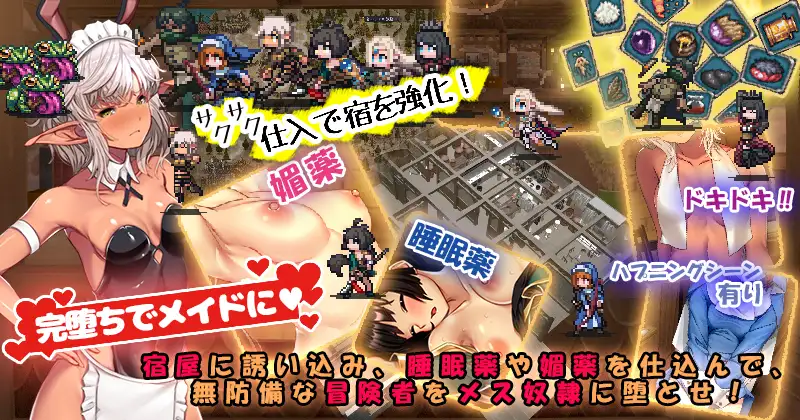 サクサク仕入で宿を強化！
媚薬
睡眠薬
ドキドキ!!
ハプニングシーン
有り
完堕ちでメイドに♥
宿屋に誘い込み、睡眠薬や媚薬を仕込んで、
無防備な冒険者をメス奴隷に堕とせ！